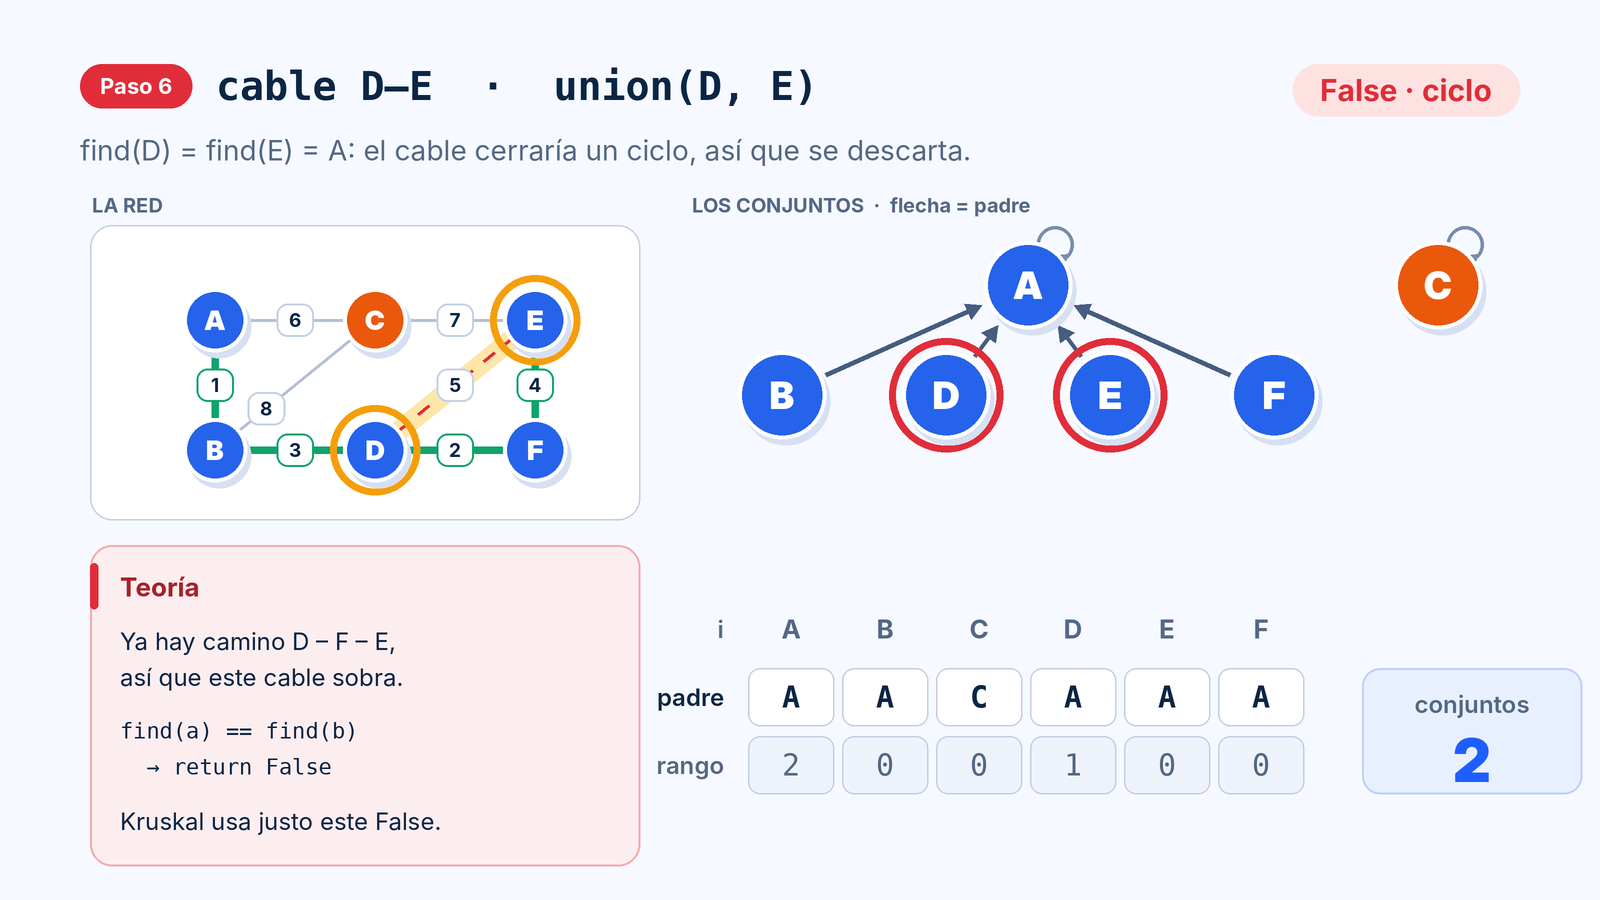 Paso 6
cable D–E · union(D, E)
False · ciclo
find(D) = find(E) = A: el cable cerraría un ciclo, así que se descarta.
LA RED
A 6 C 7 E
1 5 4
8
B 3 D 2 F
LOS CONJUNTOS · flecha = padre
A C
B D E F
Teoría
Ya hay camino D – F – E,
así que este cable sobra.
find(a) == find(b)
→ return False
Kruskal usa justo este False.
i A B C D E F
padre A A C A A A
rango 2 0 0 1 0 0
conjuntos
2